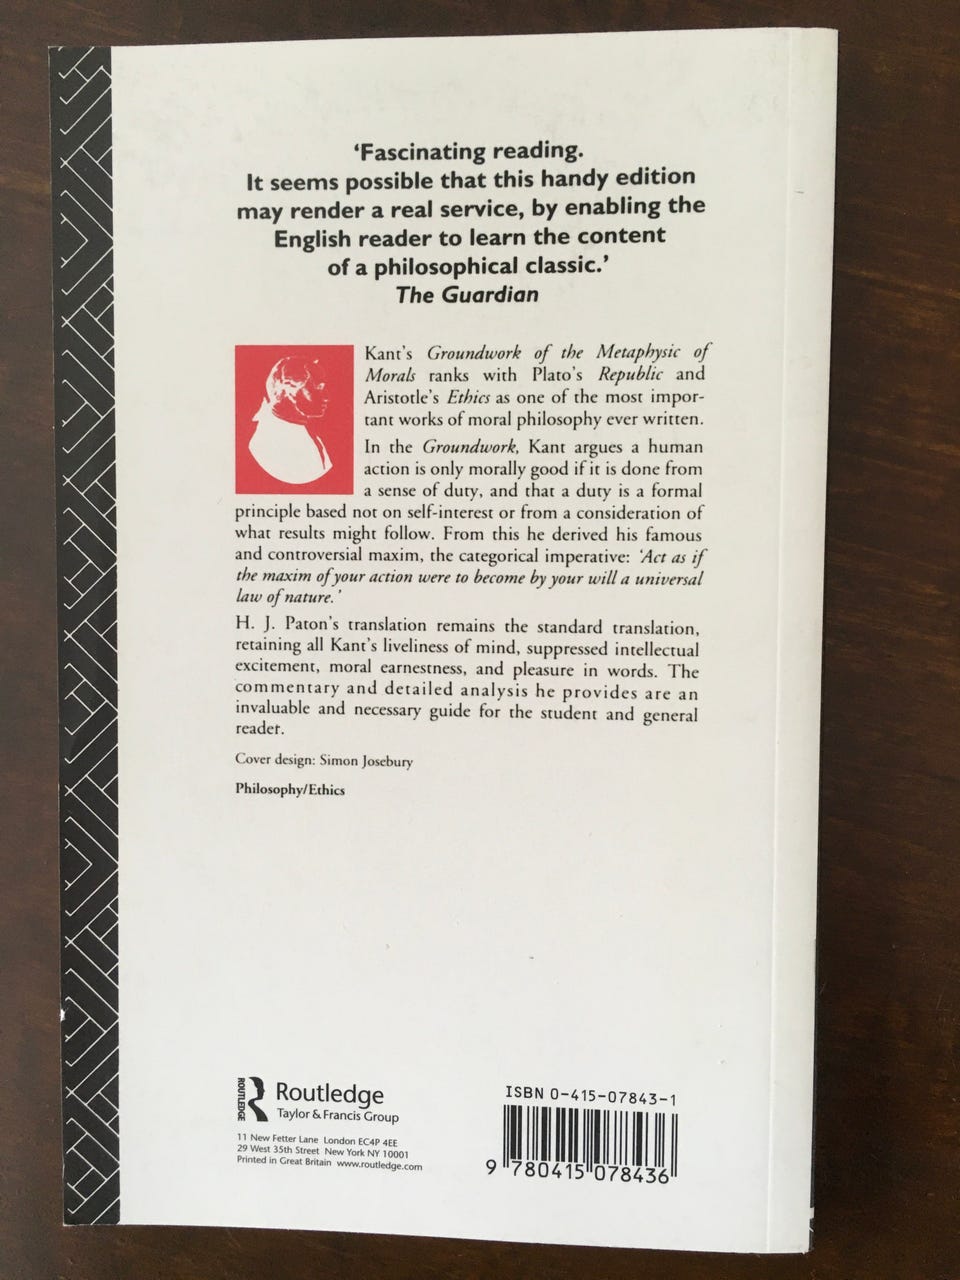 ‘Fascinating reading.
It seems possible that this handy edition
may render a real service, by enabling the
English reader to learn the content
of a philosophical classic.’
The Guardian
Kant’s Groundwork of the Metaphysic of
Morals ranks with Plato’s Republic and
Aristotle’s Ethics as one of the most impor-
tant works of moral philosophy ever written.
In the Groundwork, Kant argues a human
action is only morally good if it is done from
a sense of duty, and that a duty is a formal
principle based not on self-interest or from a consideration of
what results might follow. From this he derived his famous
and controversial maxim, the categorical imperative: ‘Act as if
the maxim of your action were to become by your will a universal
law of nature.’
H. J. Paton’s translation remains the standard translation,
retaining all Kant’s liveliness of mind, suppressed intellectual
excitement, moral earnestness, and pleasure in words. The
commentary and detailed analysis he provides are an
invaluable and necessary guide for the student and general
reader.
Cover design: Simon Josebury
Philosophy/Ethics
ROUTLEDGE
Routledge
Taylor & Francis Group
11 New Fetter Lane London EC4P 4EE
29 West 35th Street New York NY 10001
Printed in Great Britain www.routledge.com
ISBN 0-415-07843-1
9 780415 078436